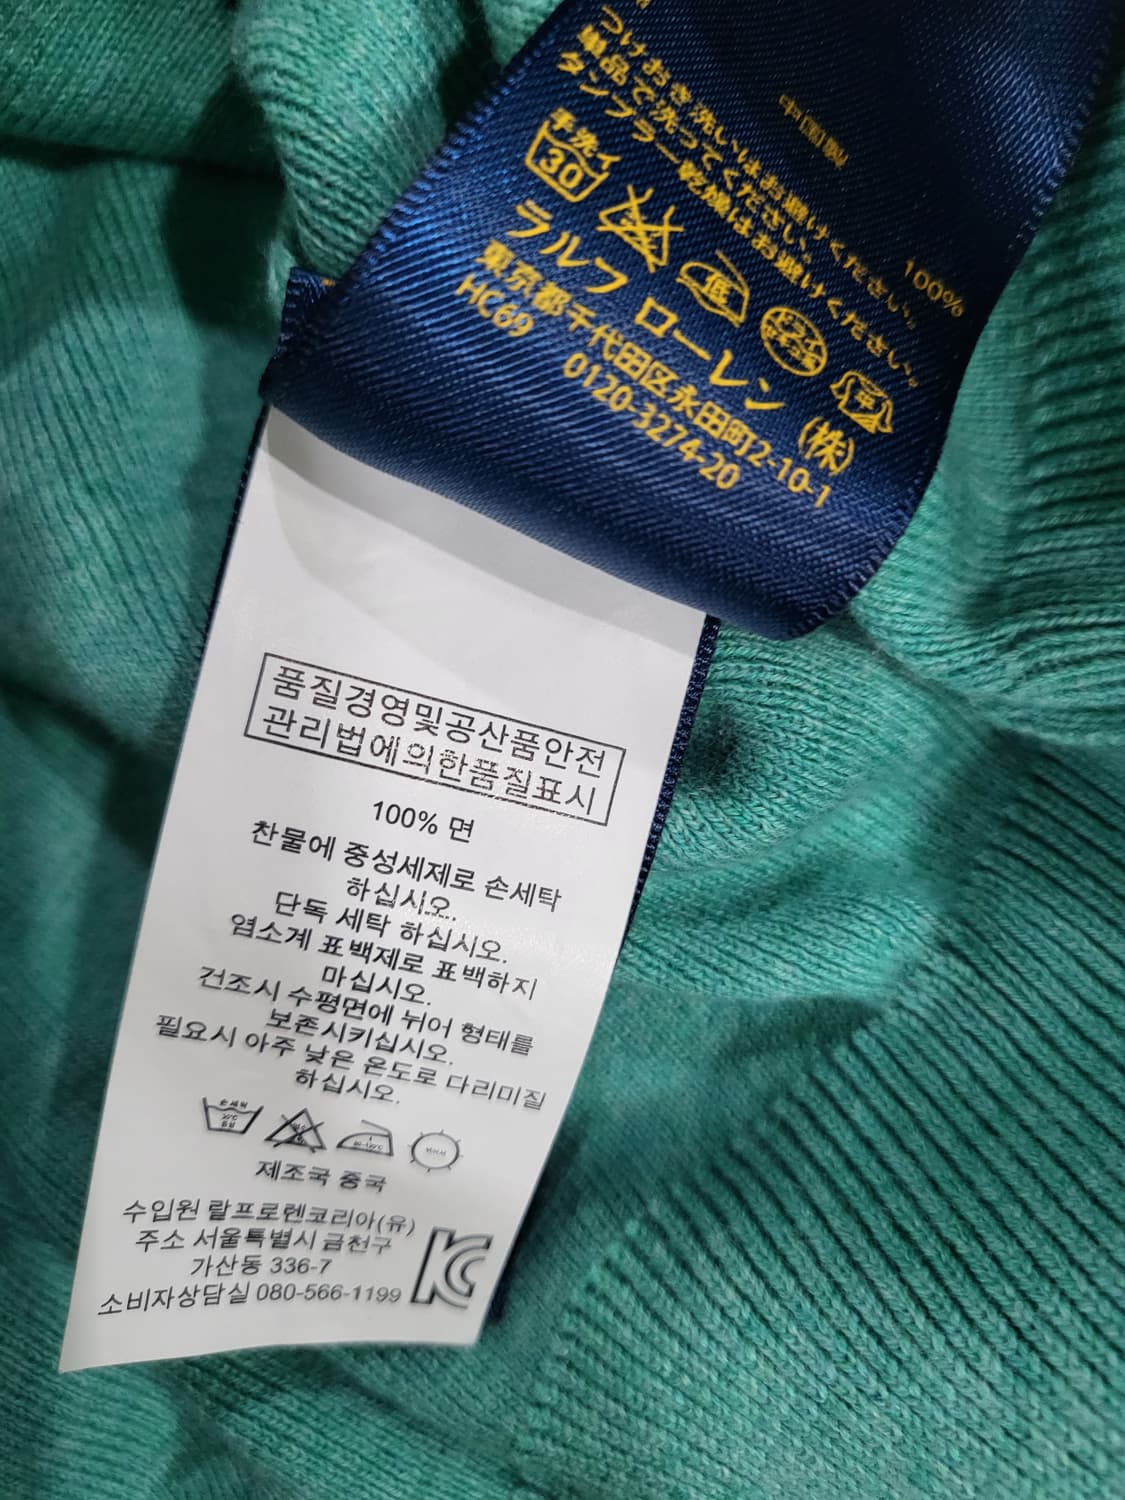 中国製
100%
つけおき洗いはお避けください。
単品で洗ってください。
タンブラー乾燥はお避けください。
手洗イ
30
低
平
ラルフ ローレン (株)
東京都千代田区永田町2-10-1
HC69 0120-3274-20
품질경영및공산품안전
관리법에의한품질표시
100% 면
찬물에 중성세제로 손세탁
하십시오.
단독 세탁 하십시오.
염소계 표백제로 표백하지
마십시오.
건조시 수평면에 뉘어 형태를
보존시키십시오.
필요시 아주 낮은 온도로 다리미질
하십시오.
제조국 중국
수입원 랄프로렌코리아(유)
주소 서울특별시 금천구
가산동 336-7
소비자상담실 080-566-1199
KC